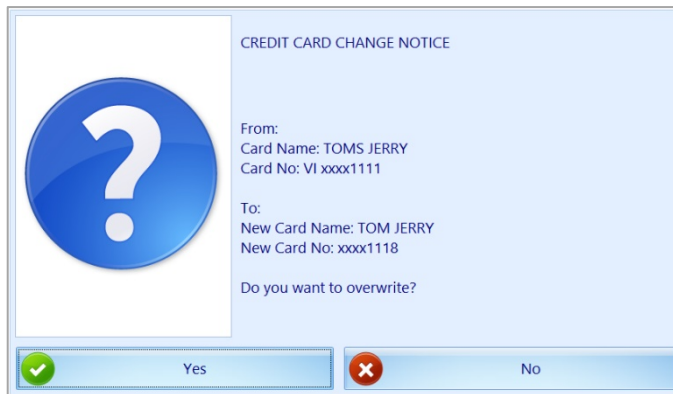 CREDIT CARD CHANGE NOTICE
From:
Card Name: TOMS JERRY
Card No: VI xxxx1111
To:
New Card Name: TOM JERRY
New Card No: xxxx1118
Do you want to overwrite?
Yes
No